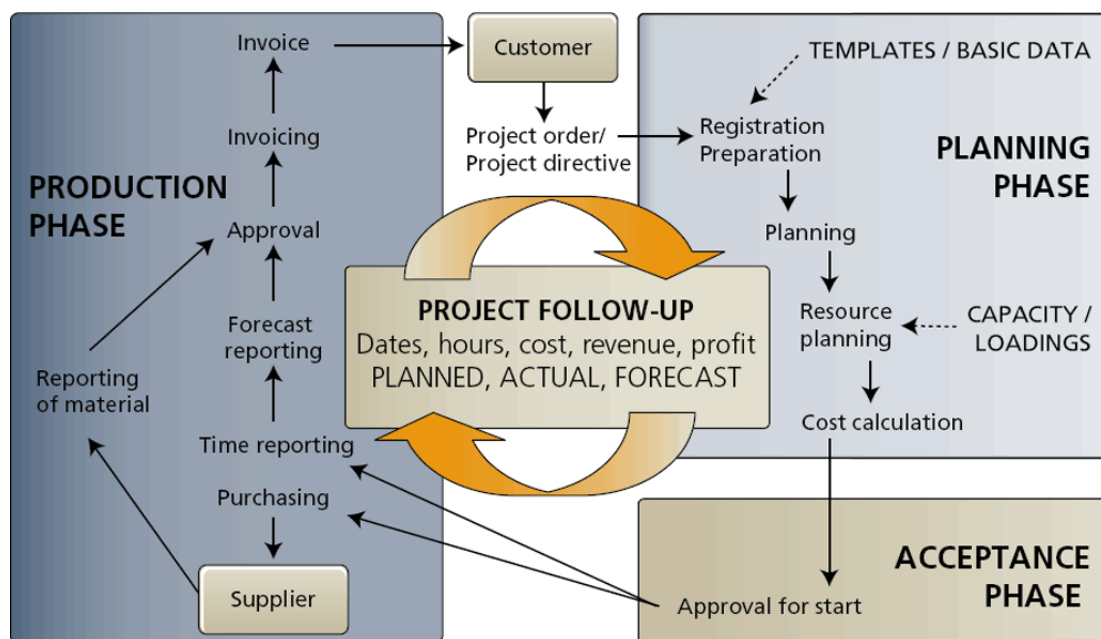 Invoice
Customer
TEMPLATES / BASIC DATA
Invoicing
Project order/
Project directive
Registration
Preparation
PLANNING
PHASE
PRODUCTION
PHASE
Approval
Planning
PROJECT FOLLOW-UP
Dates, hours, cost, revenue, profit
PLANNED, ACTUAL, FORECAST
Forecast
reporting
Resource
planning
CAPACITY /
LOADINGS
Reporting
of material
Cost calculation
Time reporting
Purchasing
Supplier
ACCEPTANCE
PHASE
Approval for start